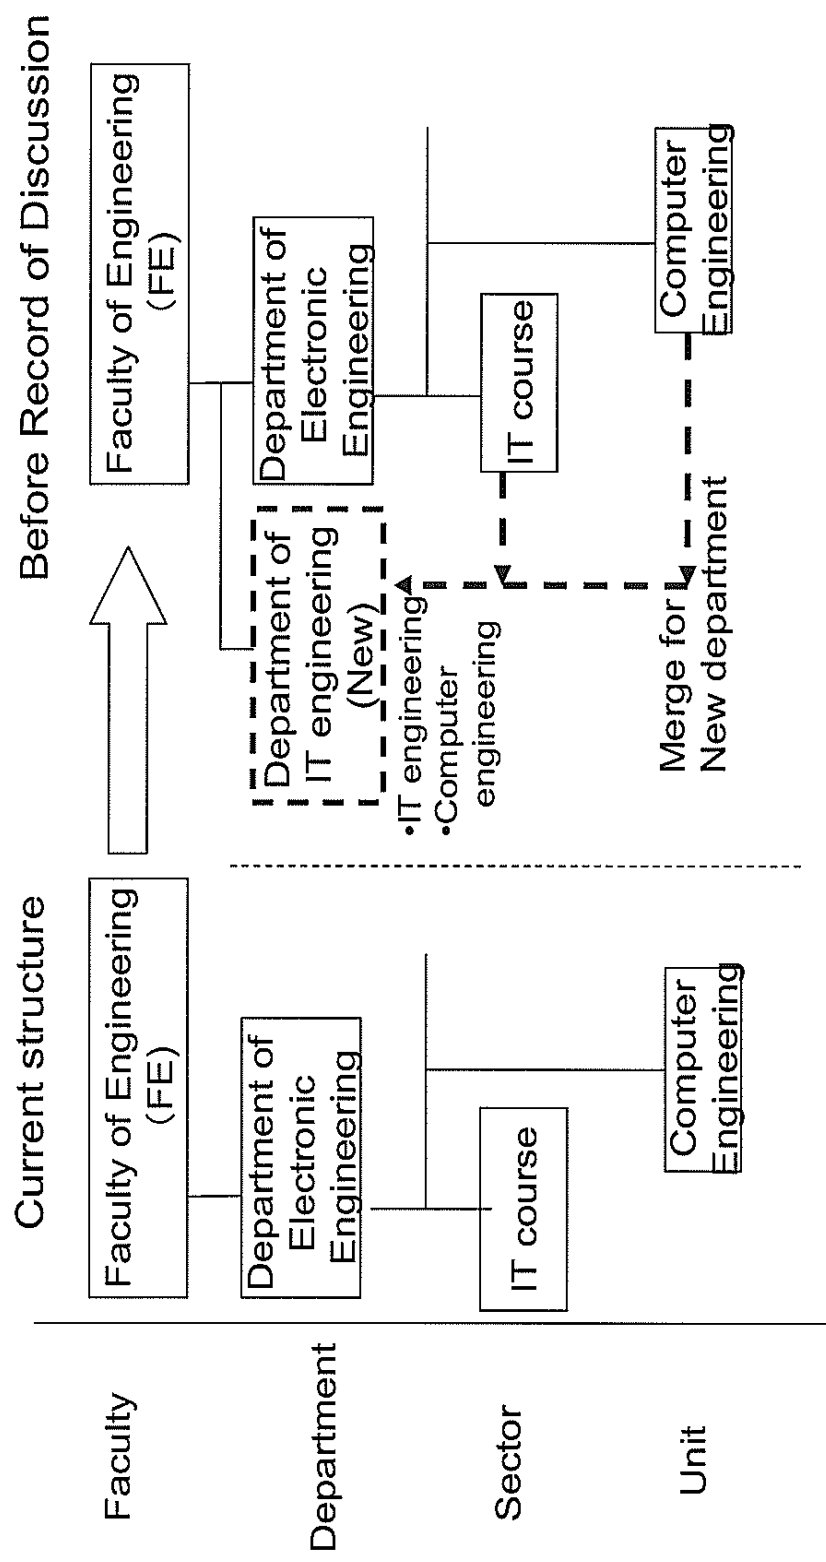 Current structure
Before Record of Discussion
Faculty
Faculty of Engineering
(FE)
Faculty of Engineering
(FE)
Department
Department of
Electronic
Engineering
Department of
IT engineering
(New)
Department of
Electronic
Engineering
•IT engineering
•Computer
engineering
Sector
IT course
IT course
Unit
Computer
Engineering
Merge for
New department
Computer
Engineering